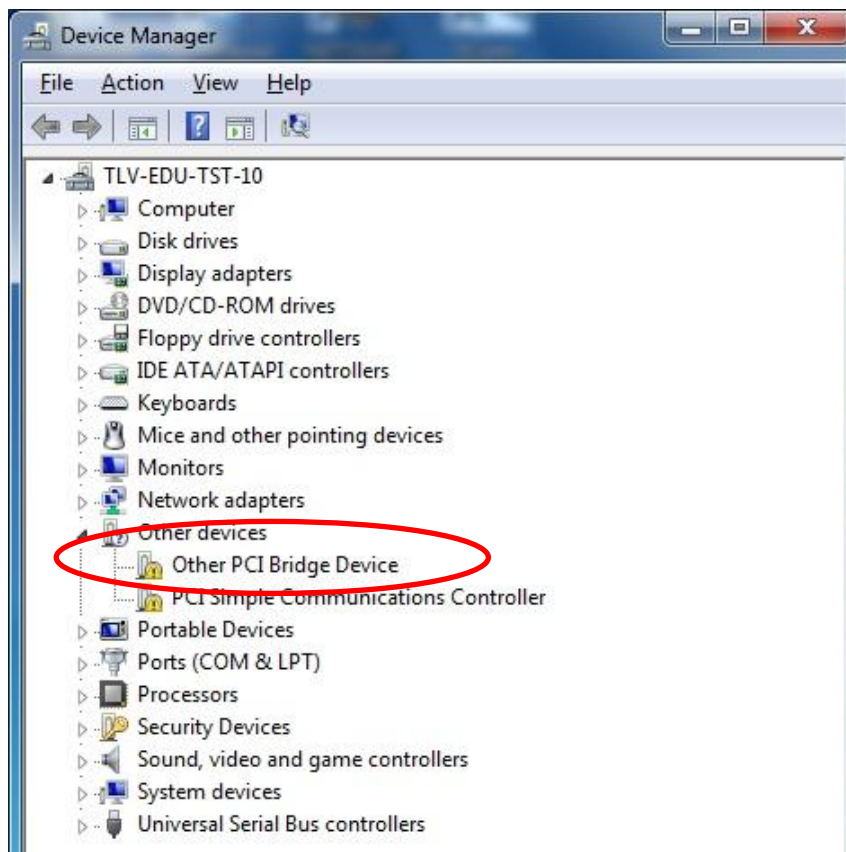 Device Manager
File Action View Help
TLV-EDU-TST-10
Computer
Disk drives
Display adapters
DVD/CD-ROM drives
Floppy drive controllers
IDE ATA/ATAPI controllers
Keyboards
Mice and other pointing devices
Monitors
Network adapters
Other devices
Other PCI Bridge Device
PCI Simple Communications Controller
Portable Devices
Ports (COM & LPT)
Processors
Security Devices
Sound, video and game controllers
System devices
Universal Serial Bus controllers